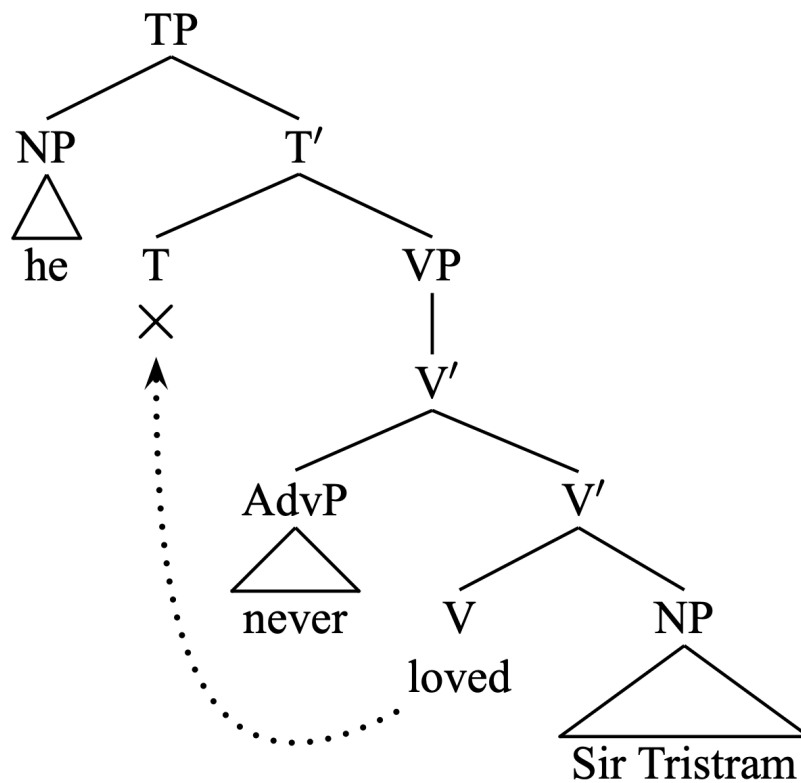 TP
NP T′
he T VP
×
V′
AdvP V′
never V NP
loved
Sir Tristram